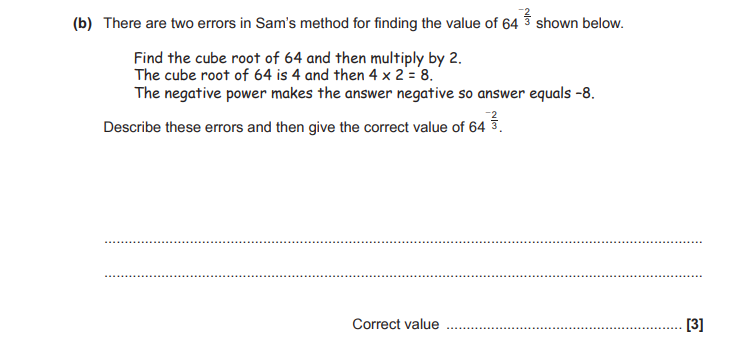 (b) There are two errors in Sam's method for finding the value of 64^(-2/3) shown below.
Find the cube root of 64 and then multiply by 2.
The cube root of 64 is 4 and then 4 x 2 = 8.
The negative power makes the answer negative so answer equals –8.
Describe these errors and then give the correct value of 64^(-2/3).
................................................................................
................................................................................
Correct value ............................................................ [3]